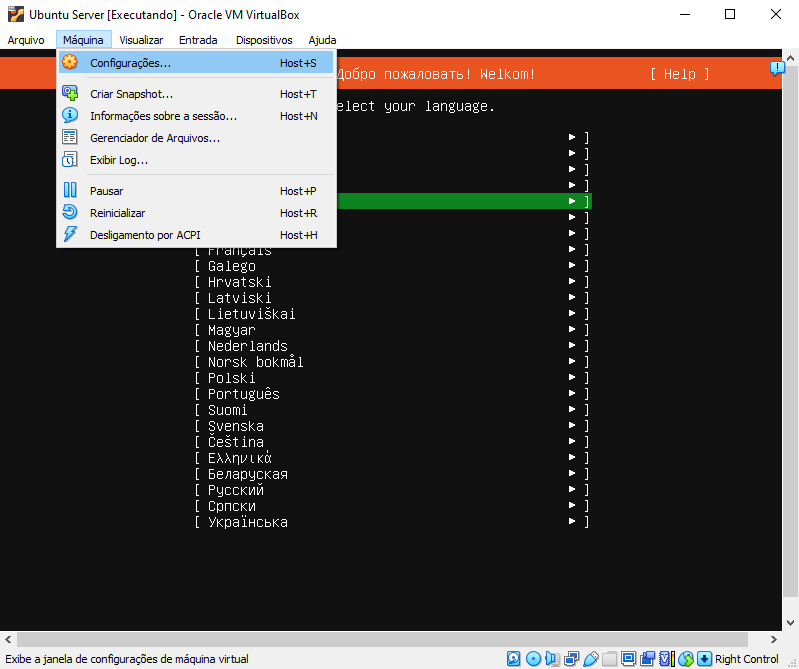 Ubuntu Server [Executando] - Oracle VM VirtualBox
Arquivo Máquina Visualizar Entrada Dispositivos Ajuda
Configurações... Host+S
Criar Snapshot... Host+T
Informações sobre a sessão... Host+N
Gerenciador de Arquivos...
Exibir Log...
Pausar Host+P
Reinicializar Host+R
Desligamento por ACPI Host+H
Добро пожаловать! Welkom! [ Help ]
elect your language.
► ]
► ]
► ]
► ]
► ]
► ]
► ]
[ Français ► ]
[ Galego ► ]
[ Hrvatski ► ]
[ Latviski ► ]
[ Lietuviškai ► ]
[ Magyar ► ]
[ Nederlands ► ]
[ Norsk bokmål ► ]
[ Polski ► ]
[ Português ► ]
[ Suomi ► ]
[ Svenska ► ]
[ Čeština ► ]
[ Ελληνικά ► ]
[ Беларуская ► ]
[ Русский ► ]
[ Српски ► ]
[ Українська ► ]
Exibe a janela de configurações de máquina virtual
Right Control